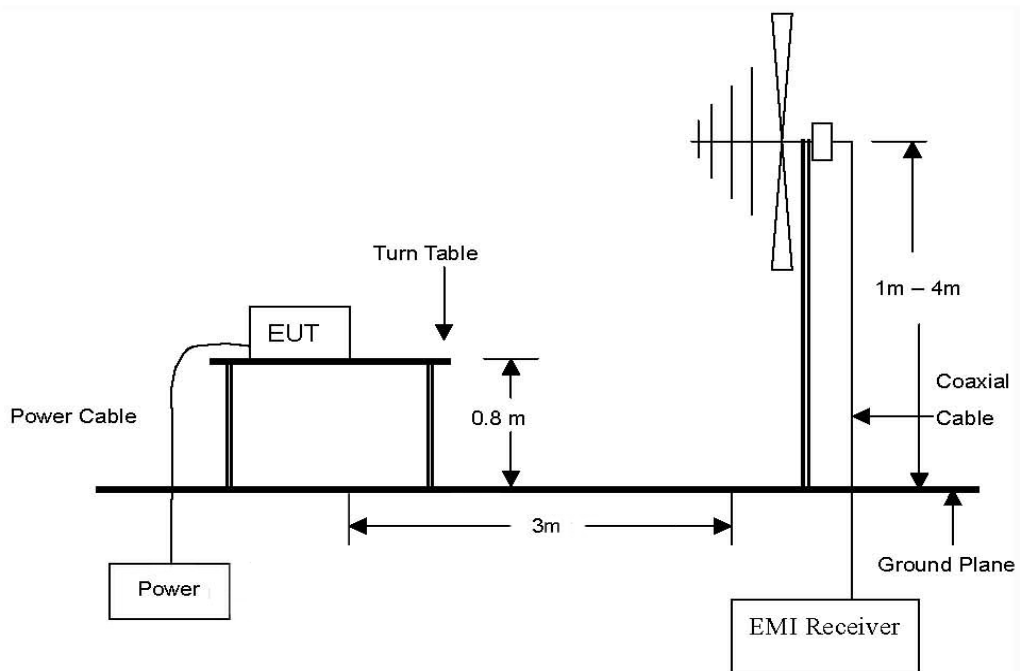 Turn Table
EUT
1m – 4m
Power Cable
0.8 m
Coaxial
Cable
3m
Ground Plane
Power
EMI Receiver